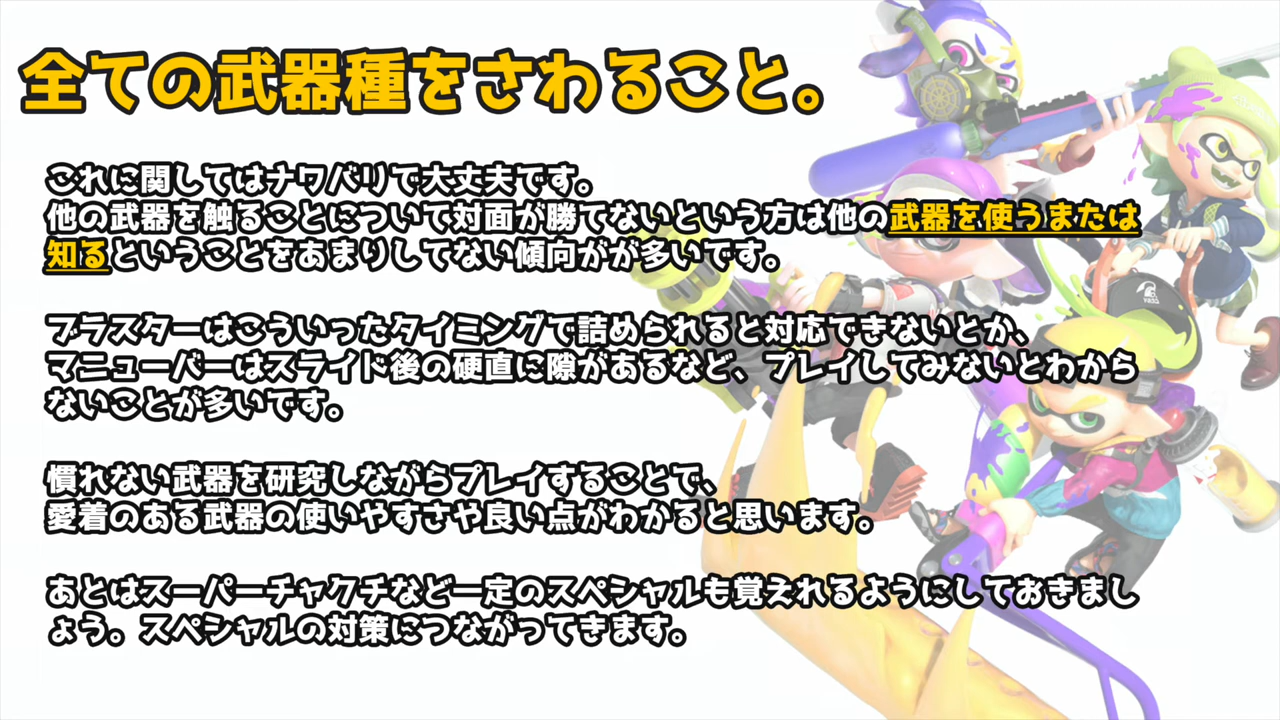 全ての武器種をさわること。
これに関してはナワバリで大丈夫です。
他の武器を触ることについて対面が勝てないという方は他の武器を使うまたは
知るということをあまりしてない傾向がが多いです。
ブラスターはこういったタイミングで詰められると対応できないとか、
マニューバーはスライド後の硬直に隙があるなど、プレイしてみないとわから
ないことが多いです。
慣れない武器を研究しながらプレイすることで、
愛着のある武器の使いやすさや良い点がわかると思います。
あとはスーパーチャクチなど一定のスペシャルも覚えれるようにしておきまし
ょう。スペシャルの対策につながってきます。